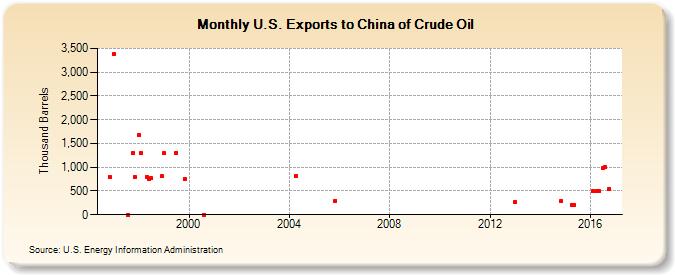 Monthly U.S. Exports to China of Crude Oil
Thousand Barrels
3,500
3,000
2,500
2,000
1,500
1,000
500
0
2000 2004 2008 2012 2016
Source: U.S. Energy Information Administration